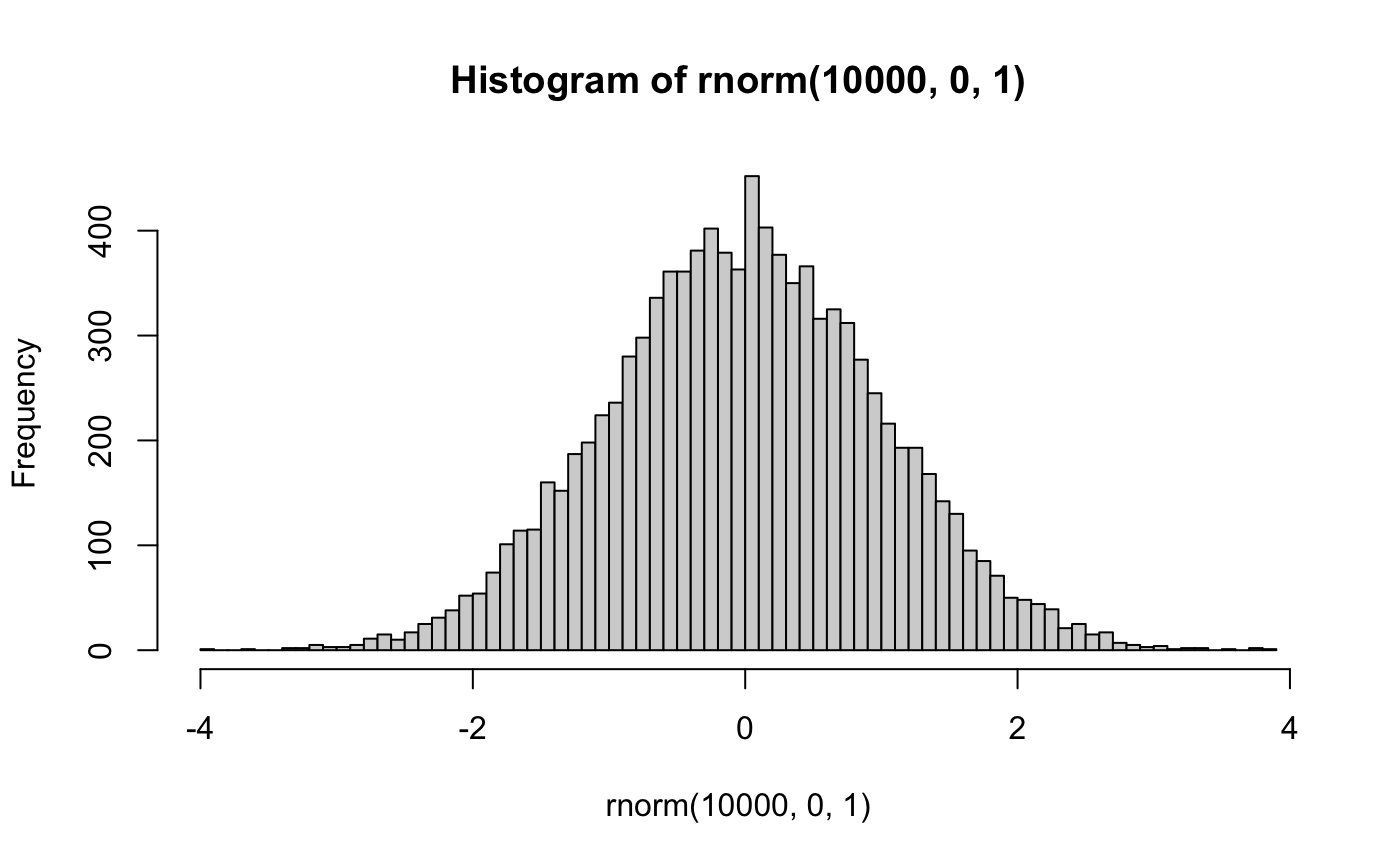 Histogram of rnorm(10000, 0, 1)
Frequency
400
300
200
100
0
-4 -2 0 2 4
rnorm(10000, 0, 1)